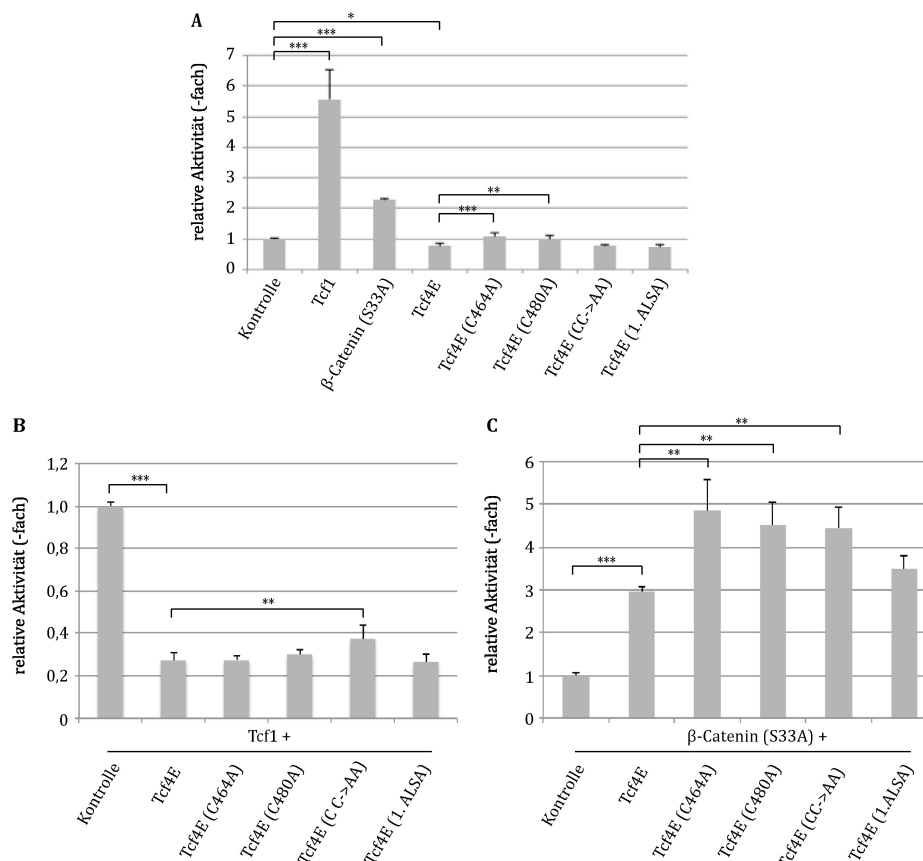 A
*
***
***
relative Aktivität (-fach)
7
6
5
4
3
2
1
0
**
***
Kontrolle
Tcf1
β-Catenin (S33A)
Tcf4E
Tcf4E (C464A)
Tcf4E (C480A)
Tcf4E (CC->AA)
Tcf4E (1. ALSA)
B
relative Aktivität (-fach)
1,2
1,0
0,8
0,6
0,4
0,2
0
***
**
Tcf1 +
Kontrolle
Tcf4E
Tcf4E (C464A)
Tcf4E (C480A)
Tcf4E (C C->AA)
Tcf4E (1. ALSA)
C
relative Aktivität (-fach)
6
5
4
3
2
1
0
**
**
**
***
β-Catenin (S33A) +
Kontrolle
Tcf4E
Tcf4E (C464A)
Tcf4E (C480A)
Tcf4E (CC->AA)
Tcf4E (1.ALSA)